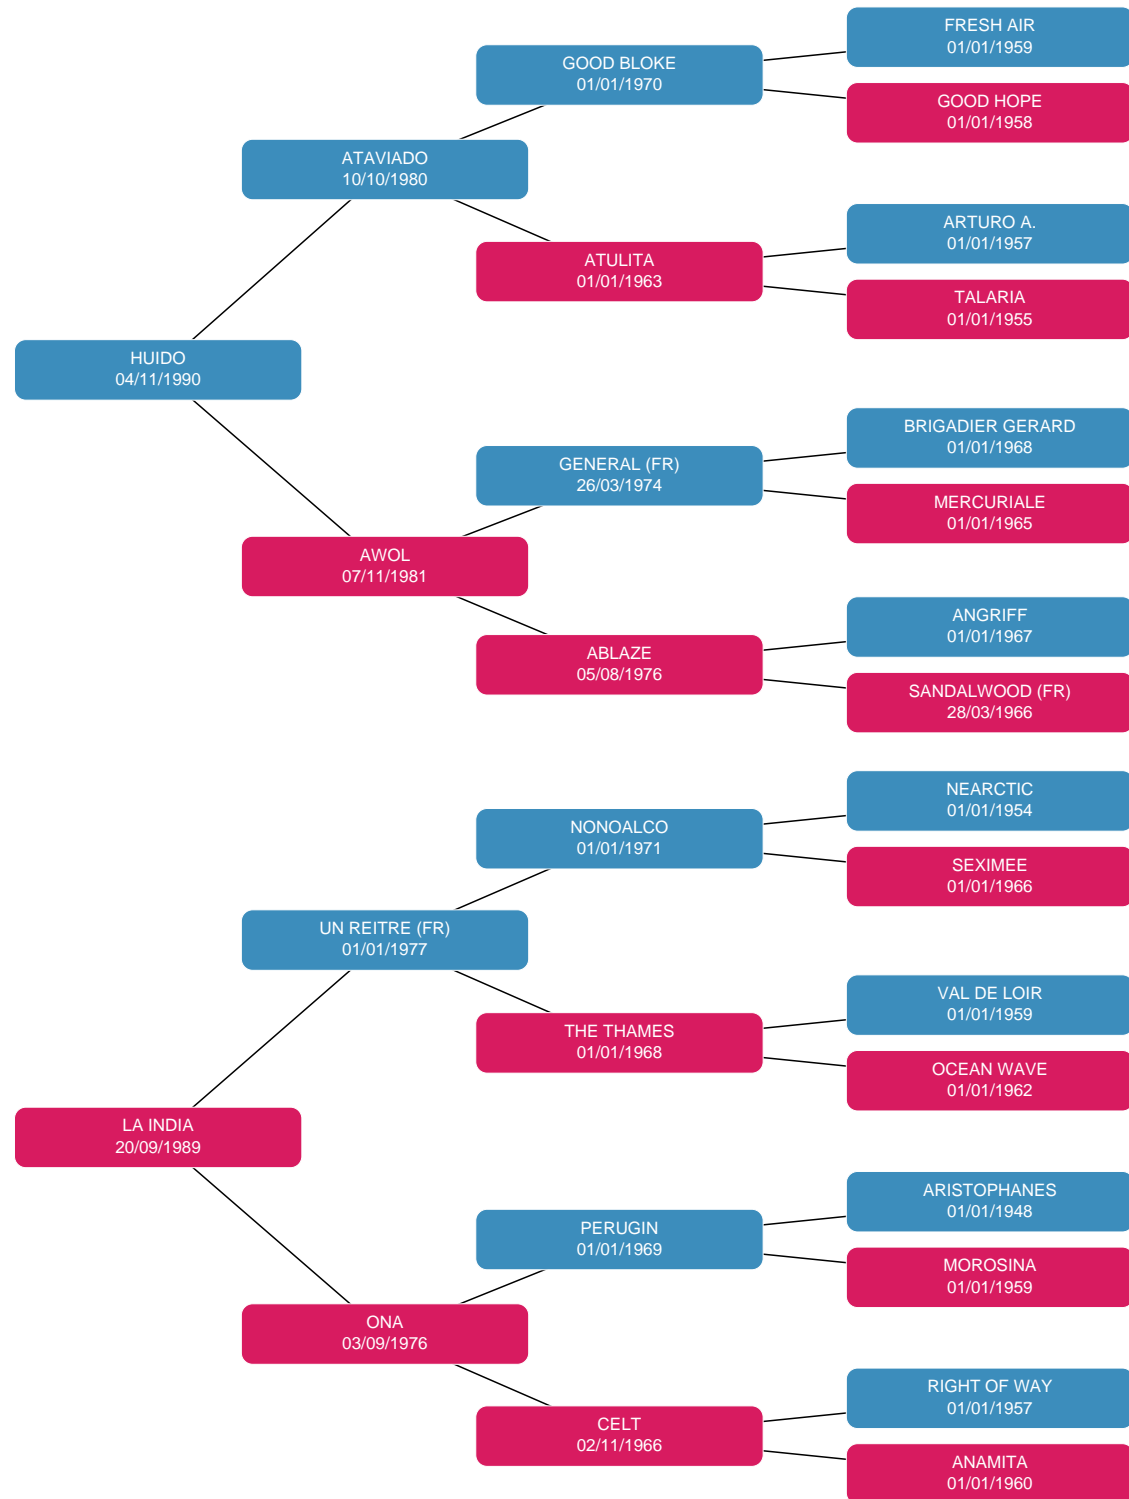 FRESH AIR
01/01/1959
GOOD BLOKE
01/01/1970
GOOD HOPE
01/01/1958
ATAVIADO
10/10/1980
ARTURO A.
01/01/1957
ATULITA
01/01/1963
TALARIA
01/01/1955
HUIDO
04/11/1990
BRIGADIER GERARD
01/01/1968
GENERAL (FR)
26/03/1974
MERCURIALE
01/01/1965
AWOL
07/11/1981
ANGRIFF
01/01/1967
ABLAZE
05/08/1976
SANDALWOOD (FR)
28/03/1966
NEARCTIC
01/01/1954
NONOALCO
01/01/1971
SEXIMEE
01/01/1966
UN REITRE (FR)
01/01/1977
VAL DE LOIR
01/01/1959
THE THAMES
01/01/1968
OCEAN WAVE
01/01/1962
LA INDIA
20/09/1989
ARISTOPHANES
01/01/1948
PERUGIN
01/01/1969
MOROSINA
01/01/1959
ONA
03/09/1976
RIGHT OF WAY
01/01/1957
CELT
02/11/1966
ANAMITA
01/01/1960